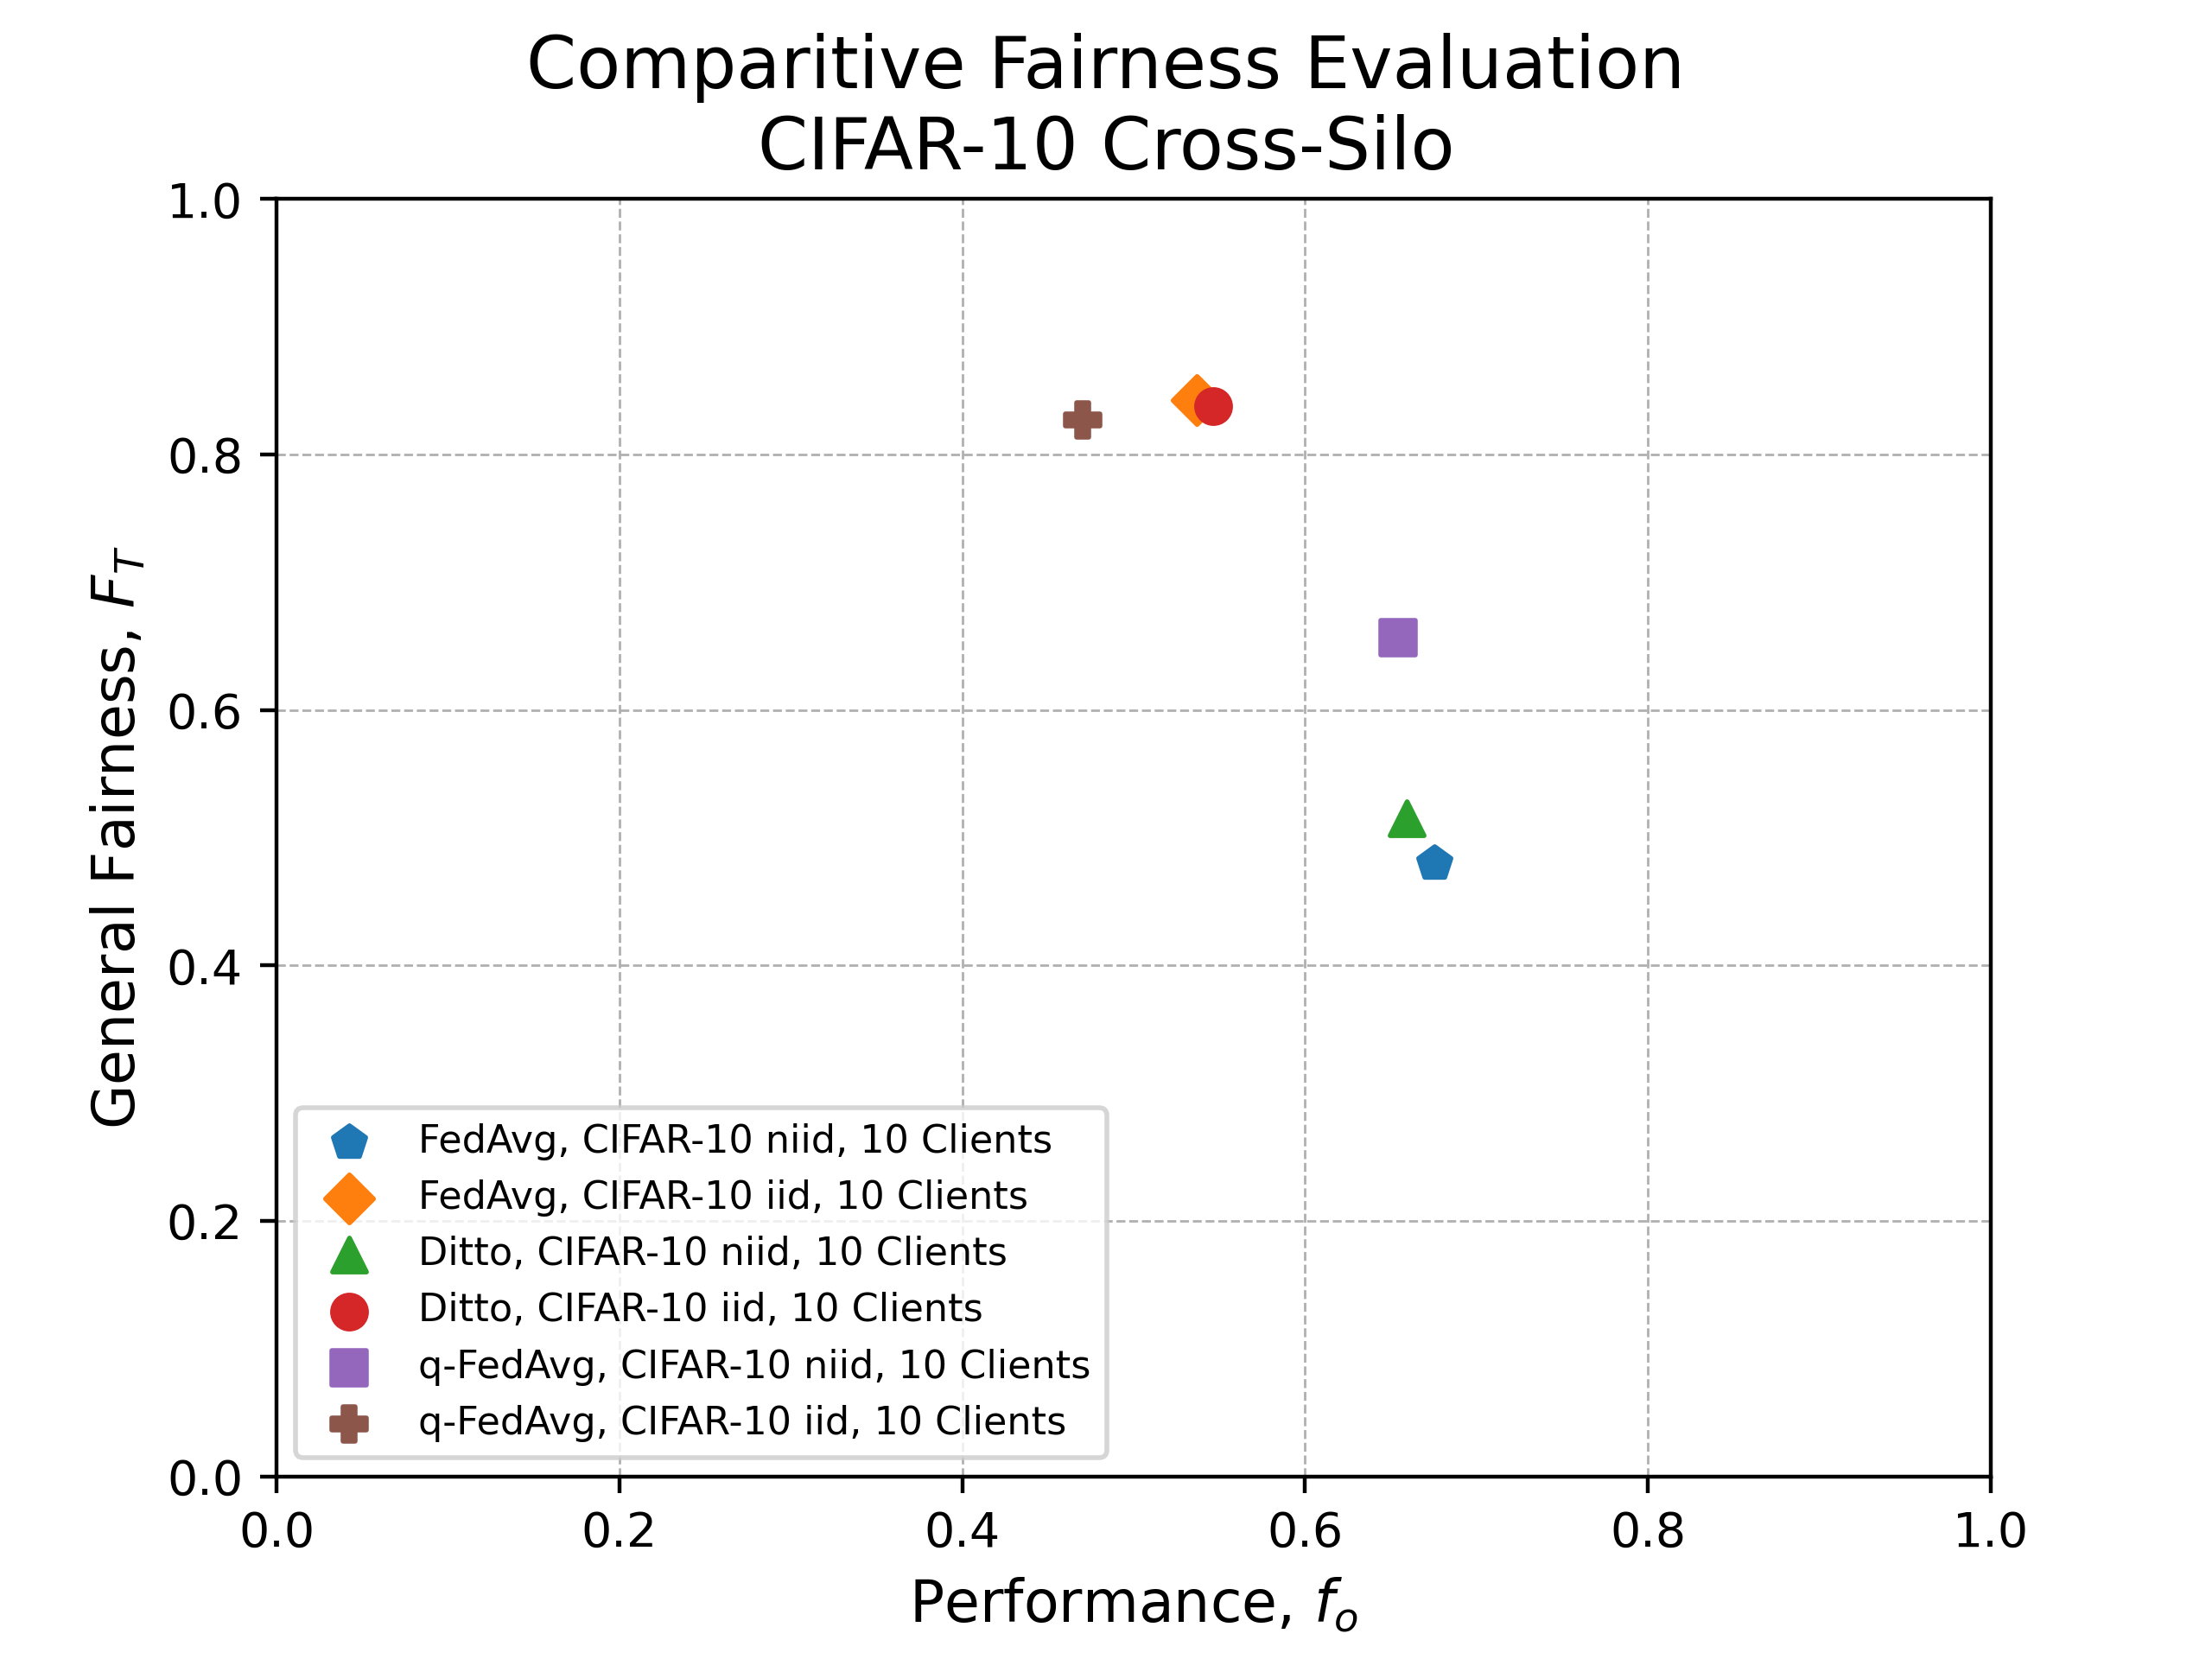 Comparitive Fairness Evaluation
CIFAR-10 Cross-Silo
1.0
0.8
0.6
0.4
0.2
0.0
General Fairness, F_T
FedAvg, CIFAR-10 niid, 10 Clients
FedAvg, CIFAR-10 iid, 10 Clients
Ditto, CIFAR-10 niid, 10 Clients
Ditto, CIFAR-10 iid, 10 Clients
q-FedAvg, CIFAR-10 niid, 10 Clients
q-FedAvg, CIFAR-10 iid, 10 Clients
0.0 0.2 0.4 0.6 0.8 1.0
Performance, f_o